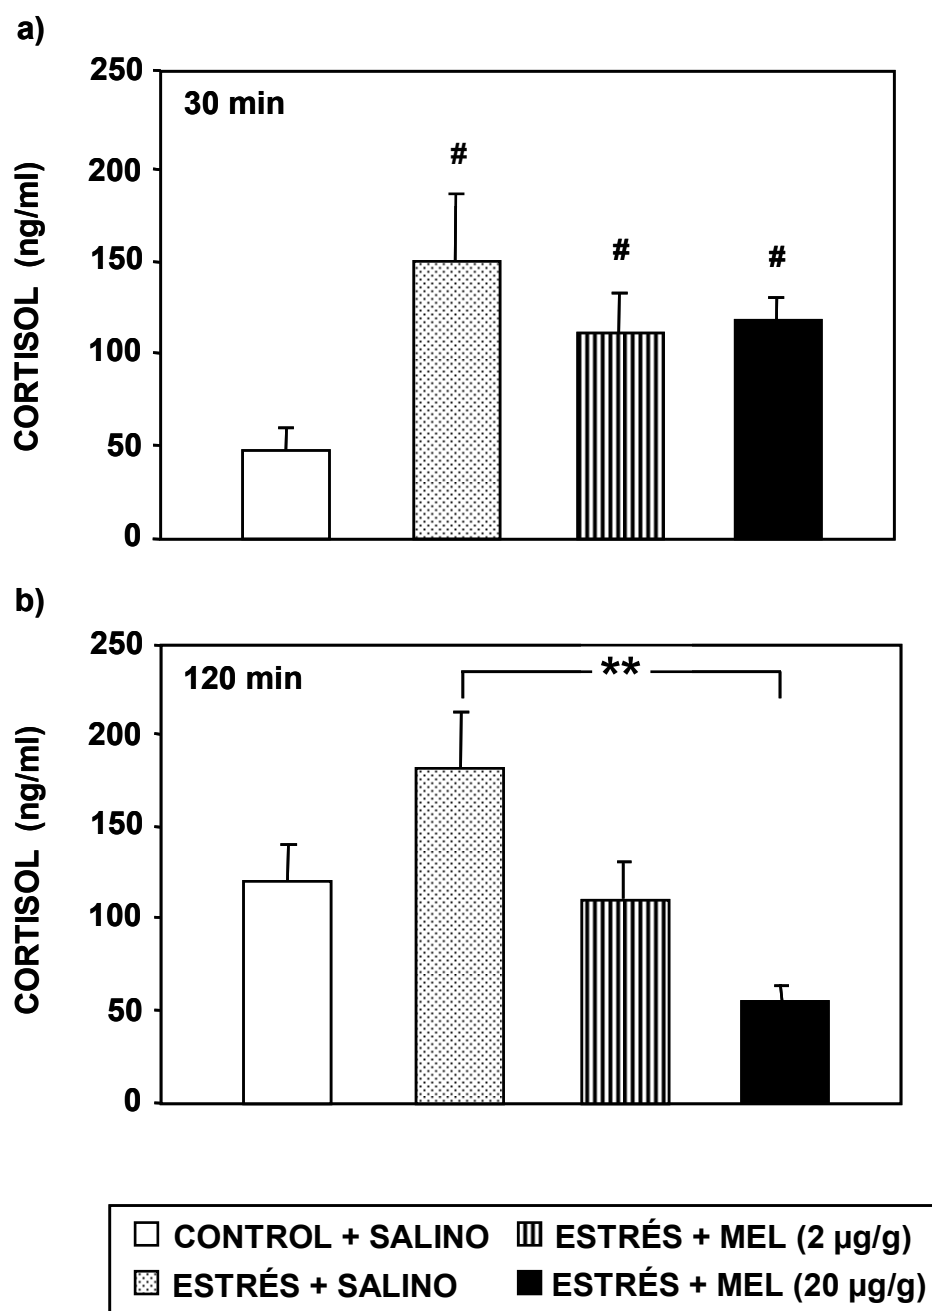 a)
250
200
150
100
50
0
CORTISOL (ng/ml)
30 min
#
#
#
b)
250
200
150
100
50
0
CORTISOL (ng/ml)
120 min
**
CONTROL + SALINO
ESTRÉS + MEL (2 µg/g)
ESTRÉS + SALINO
ESTRÉS + MEL (20 µg/g)